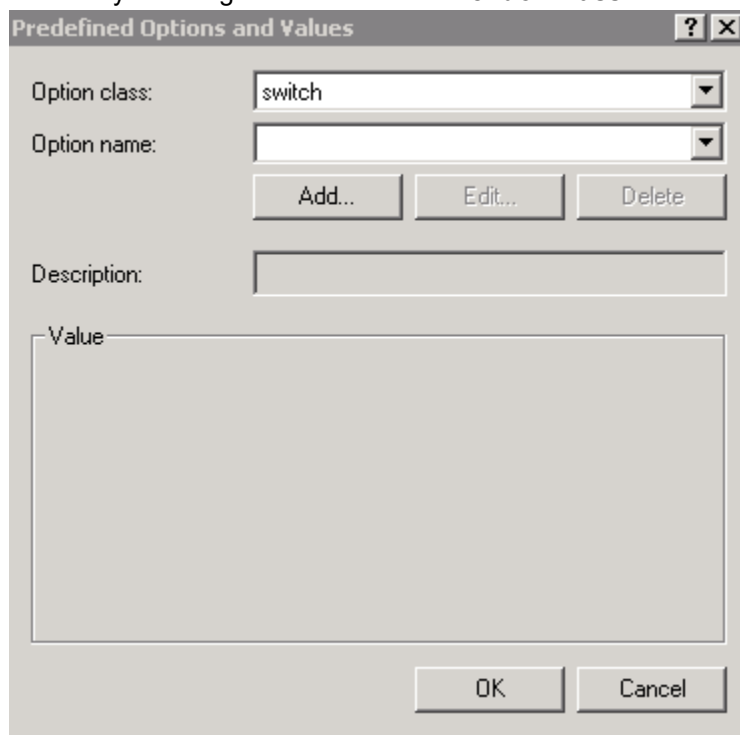 Predefined Options and Values
Option class: switch
Option name:
Add... Edit... Delete
Description:
Value
OK Cancel